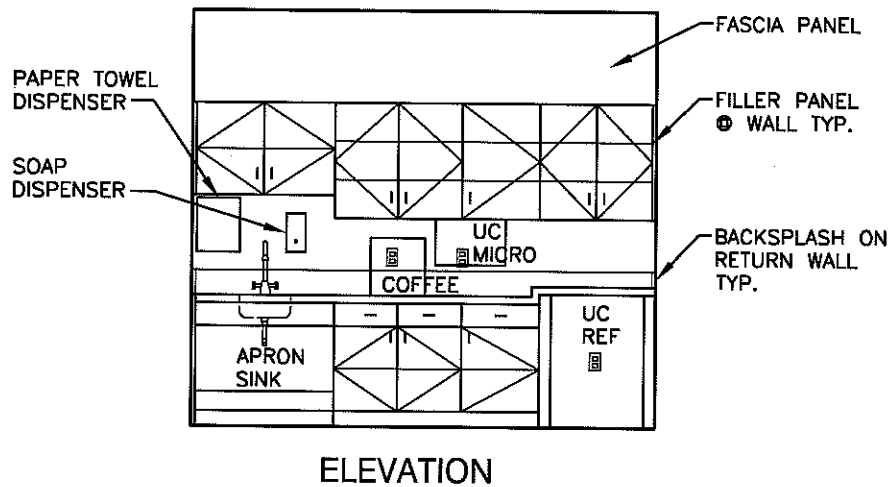 FASCIA PANEL
PAPER TOWEL
DISPENSER
FILLER PANEL
@ WALL TYP.
SOAP
DISPENSER
UC
MICRO
BACKSPLASH ON
RETURN WALL
TYP.
COFFEE
UC
REF
APRON
SINK
ELEVATION